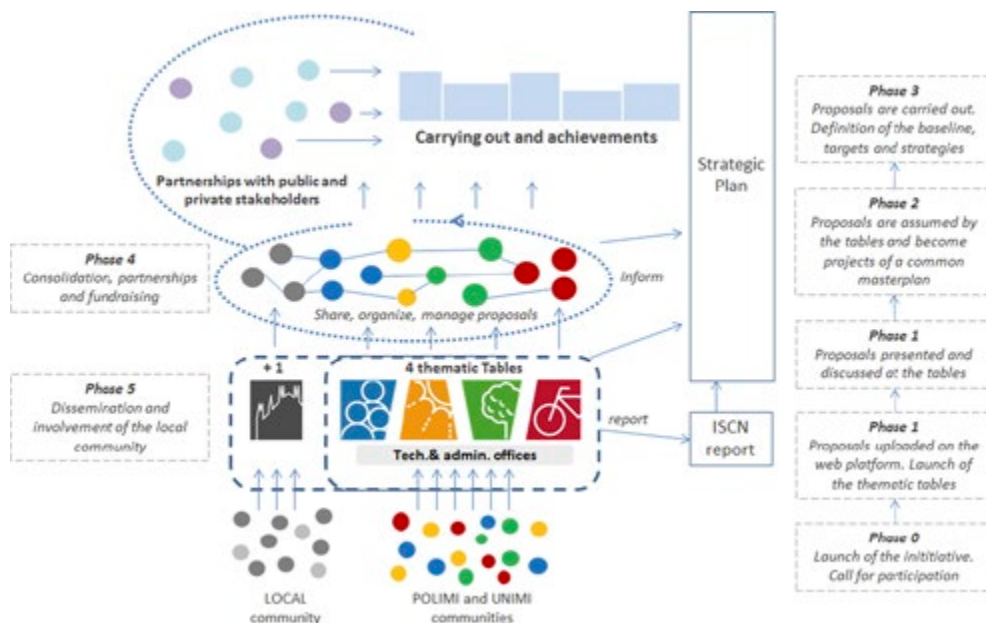 Carrying out and achievements
Partnerships with public and
private stakeholders
Strategic
Plan
Phase 3
Proposals are carried out.
Definition of the baseline,
targets and strategies
Phase 2
Proposals are assumed by
the tables and become
projects of a common
masterplan
Phase 4
Consolidation, partnerships
and fundraising
inform
Share, organize, manage proposals
Phase 1
Proposals presented and
discussed at the tables
+ 1
4 thematic Tables
Phase 5
Dissemination and
involvement of the local
community
report
ISCN
report
Tech.& admin. offices
Phase 1
Proposals uploaded on the
web platform. Launch of
the thematic tables
Phase 0
Launch of the inititiative.
Call for participation
LOCAL
community
POLIMI and UNIMI
communities